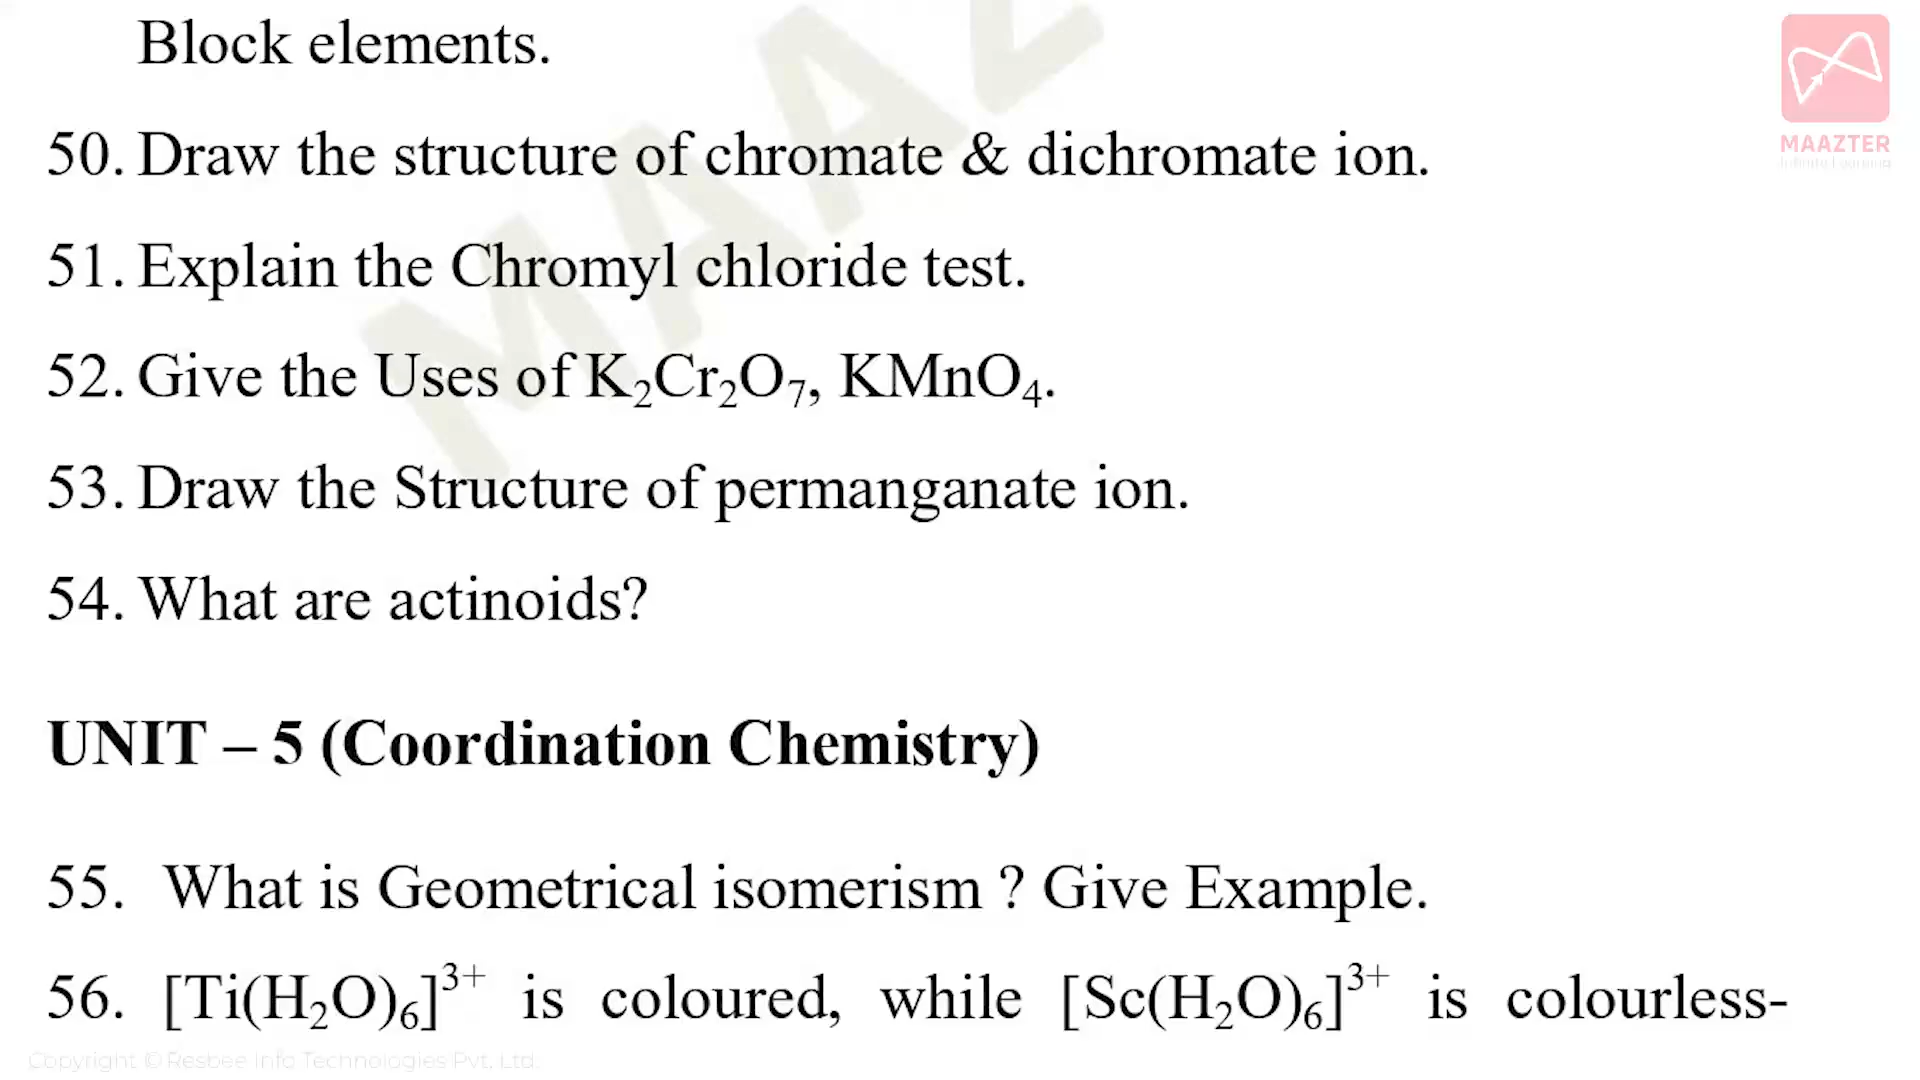 Block elements.
MAAZTER
Infinite Learning
50. Draw the structure of chromate & dichromate ion.
51. Explain the Chromyl chloride test.
52. Give the Uses of K₂Cr₂O₇, KMnO₄.
53. Draw the Structure of permanganate ion.
54. What are actinoids?
UNIT – 5 (Coordination Chemistry)
55. What is Geometrical isomerism ? Give Example.
56. [Ti(H₂O)₆]³⁺ is coloured, while [Sc(H₂O)₆]³⁺ is colourless-
Copyright © Resbee Info Technologies Pvt. Ltd.